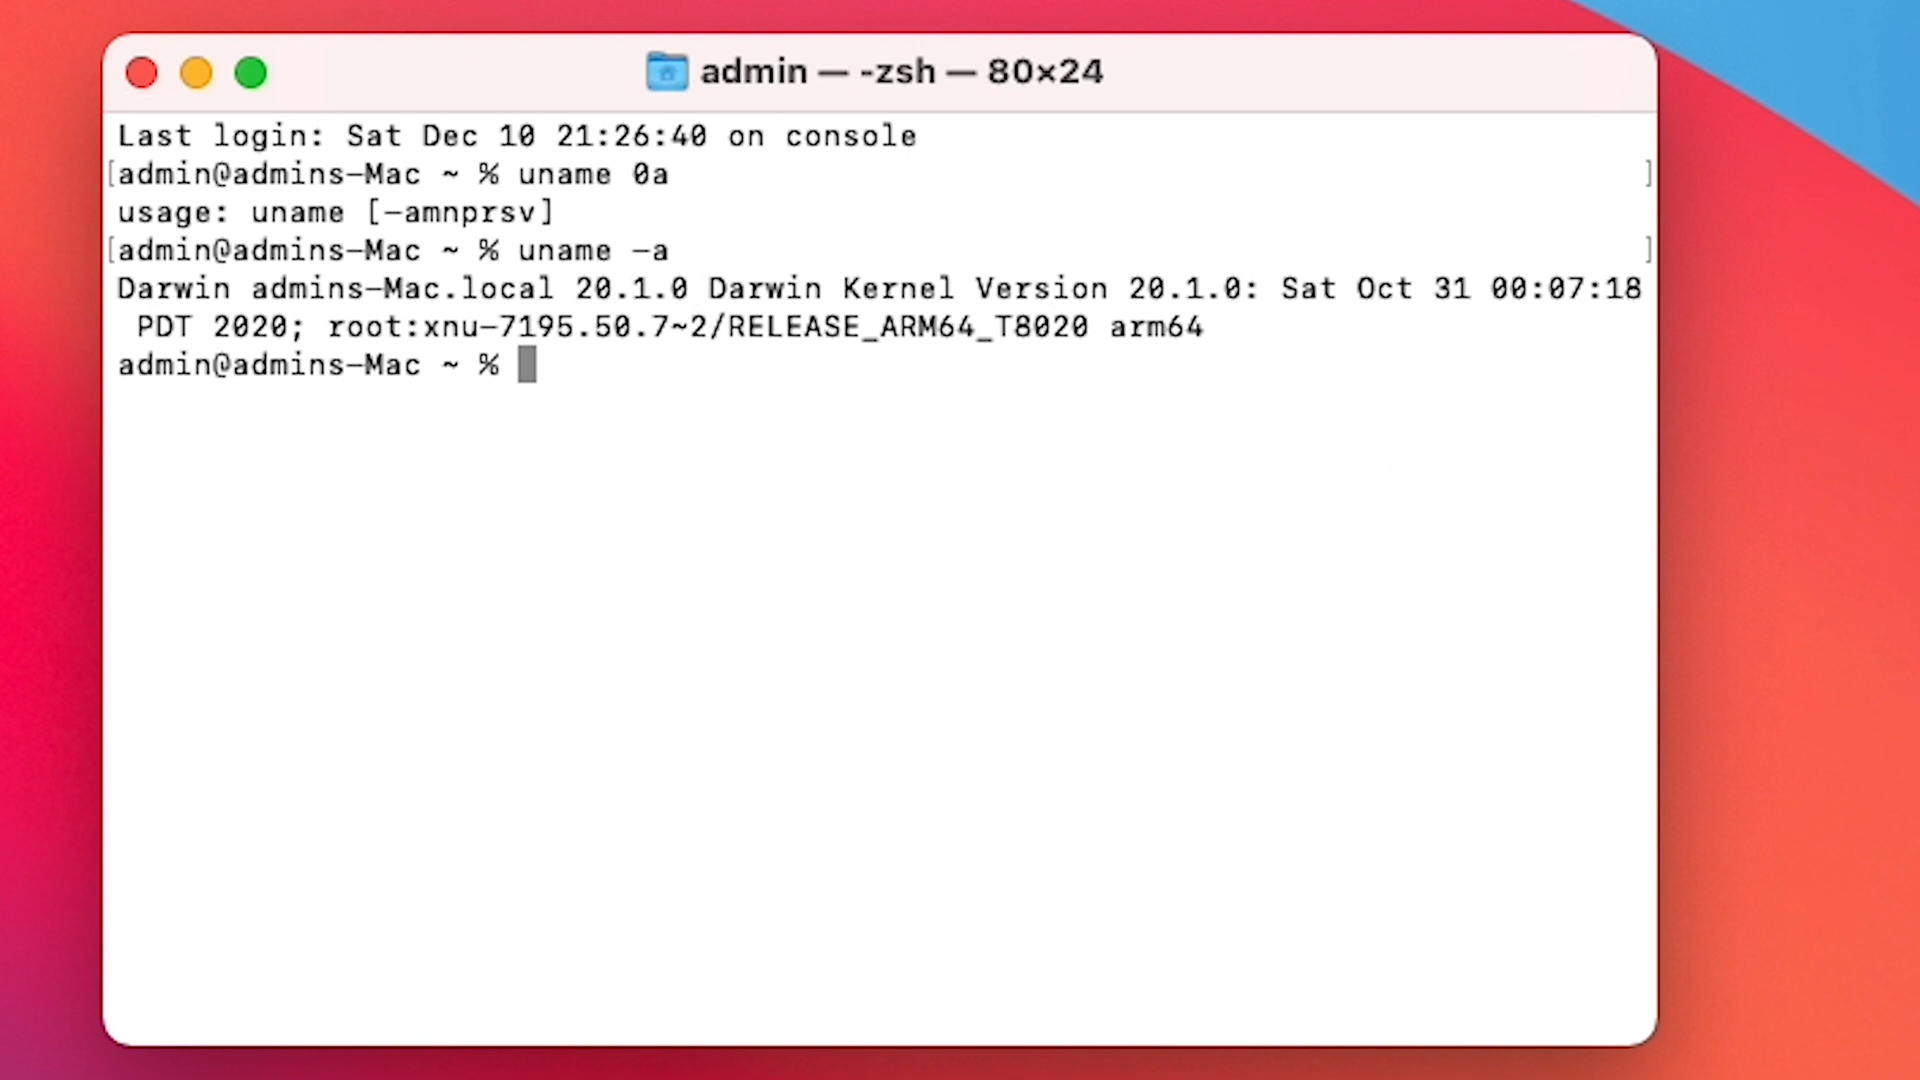 admin — -zsh — 80×24
Last login: Sat Dec 10 21:26:40 on console
[admin@admins-Mac ~ % uname 0a ]
usage: uname [-amnprsv]
[admin@admins-Mac ~ % uname -a ]
Darwin admins-Mac.local 20.1.0 Darwin Kernel Version 20.1.0: Sat Oct 31 00:07:18
 PDT 2020; root:xnu-7195.50.7~2/RELEASE_ARM64_T8020 arm64
admin@admins-Mac ~ %